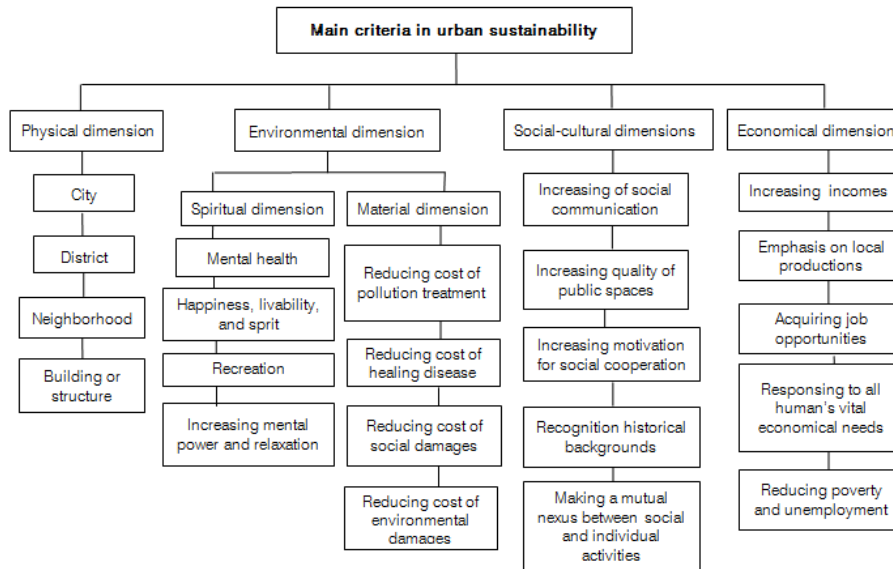 Main criteria in urban sustainability
Physical dimension
Environmental dimension
Social-cultural dimensions
Economical dimension
City
District
Neighborhood
Building or
structure
Spiritual dimension
Mental health
Happiness, livability,
and sprit
Recreation
Increasing mental
power and relaxation
Material dimension
Reducing cost of
pollution treatment
Reducing cost of
healing disease
Reducing cost of
social damages
Reducing cost of
environmental
damages
Increasing of social
communication
Increasing quality of
public spaces
Increasing motivation
for social cooperation
Recognition historical
backgrounds
Making a mutual
nexus between social
and individual
activities
Increasing incomes
Emphasis on local
productions
Acquiring job
opportunities
Responsing to all
human's vital
economical needs
Reducing poverty
and unemployment